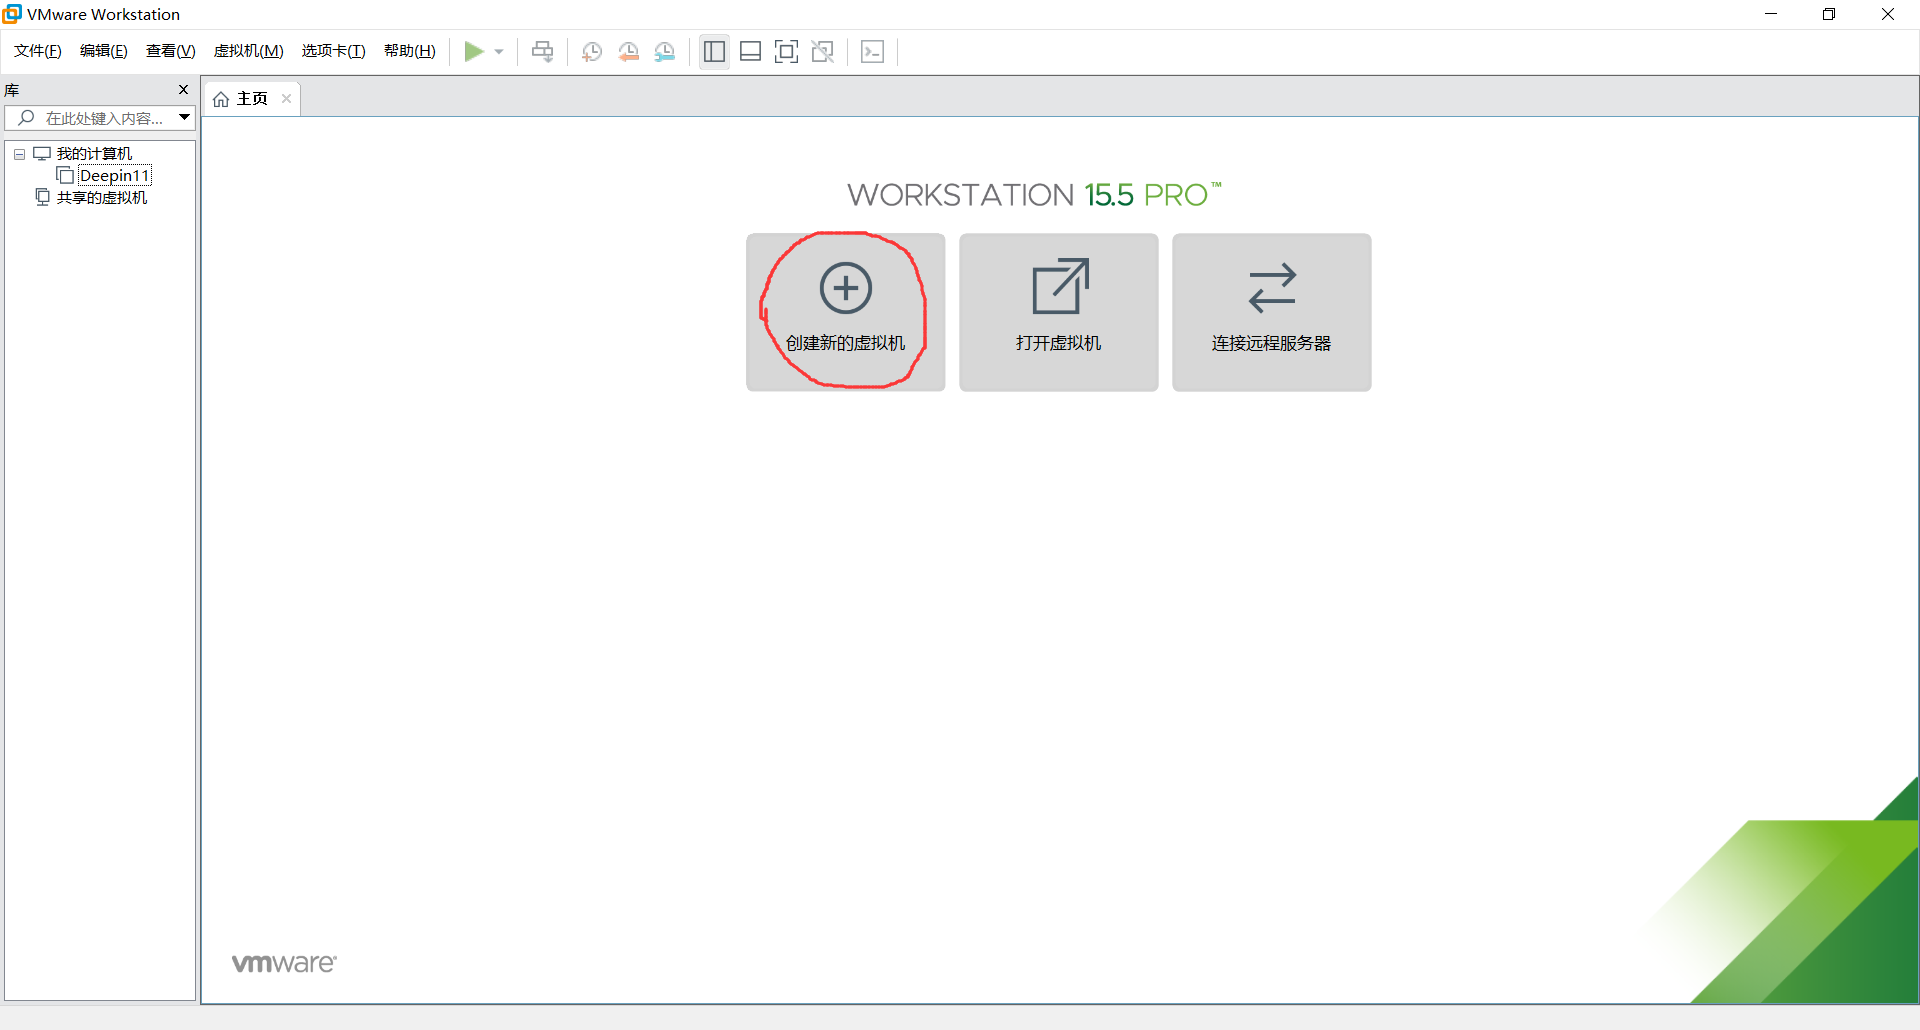 VMware Workstation
文件(F) 编辑(E) 查看(V) 虚拟机(M) 选项卡(T) 帮助(H)
库
在此处键入内容...
我的计算机
Deepin11
共享的虚拟机
主页
WORKSTATION 15.5 PRO™
创建新的虚拟机
打开虚拟机
连接远程服务器
vmware®